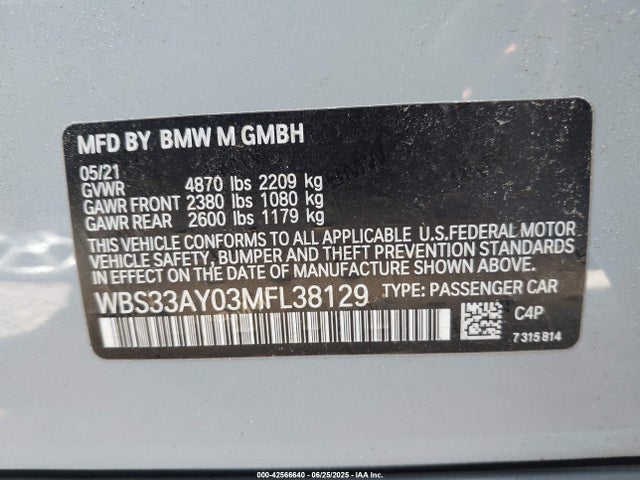 MFD BY BMW M GMBH
05/21
GVWR 4870 lbs 2209 kg
GAWR FRONT 2380 lbs 1080 kg
GAWR REAR 2600 lbs 1179 kg
THIS VEHICLE CONFORMS TO ALL APPLICABLE U.S.FEDERAL MOTOR
VEHICLE SAFETY, BUMPER AND THEFT PREVENTION STANDARDS
IN EFFECT ON THE DATE OF MANUFACTURE SHOWN ABOVE.
WBS33AY03MFL38129 TYPE: PASSENGER CAR
C4P
7 315 814
000-42566640 - 06/25/2025 - IAA Inc.